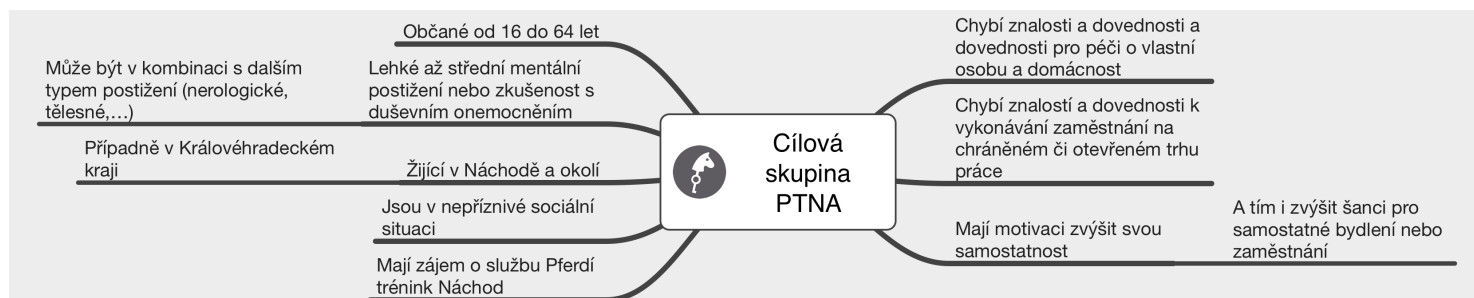 Občané od 16 do 64 let
Může být v kombinaci s dalším
typem postižení (nerologické,
tělesné,...)
Lehké až střední mentální
postižení nebo zkušenost s
duševním onemocněním
Případně v Královéhradeckém
kraji
Žijící v Náchodě a okolí
Jsou v nepříznivé sociální
situaci
Mají zájem o službu Pferdí
trénink Náchod
Cílová
skupina
PTNA
Chybí znalosti a dovednosti a
dovednosti pro péči o vlastní
osobu a domácnost
Chybí znalostí a dovednosti k
vykonávání zaměstnání na
chráněném či otevřeném trhu
práce
Mají motivaci zvýšit svou
samostatnost
A tím i zvýšit šanci pro
samostatné bydlení nebo
zaměstnání